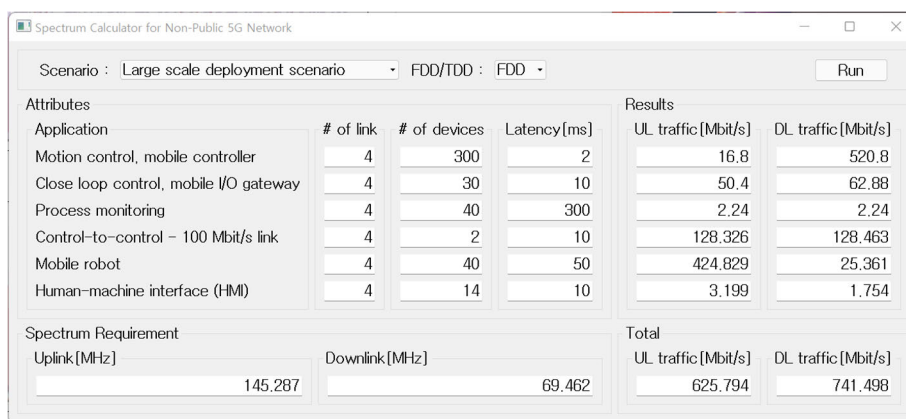 Spectrum Calculator for Non-Public 5G Network
Scenario : Large scale deployment scenario FDD/TDD : FDD Run
Attributes Results
Application # of link # of devices Latency[ms] UL traffic[Mbit/s] DL traffic[Mbit/s]
Motion control, mobile controller 4 300 2 16,8 520,8
Close loop control, mobile I/O gateway 4 30 10 50,4 62,88
Process monitoring 4 40 300 2,24 2,24
Control-to-control - 100 Mbit/s link 4 2 10 128,326 128,463
Mobile robot 4 40 50 424,829 25,361
Human-machine interface (HMI) 4 14 10 3,199 1,754
Spectrum Requirement Total
Uplink[MHz] Downlink[MHz] UL traffic[Mbit/s] DL traffic[Mbit/s]
145,287 69,462 625,794 741,498